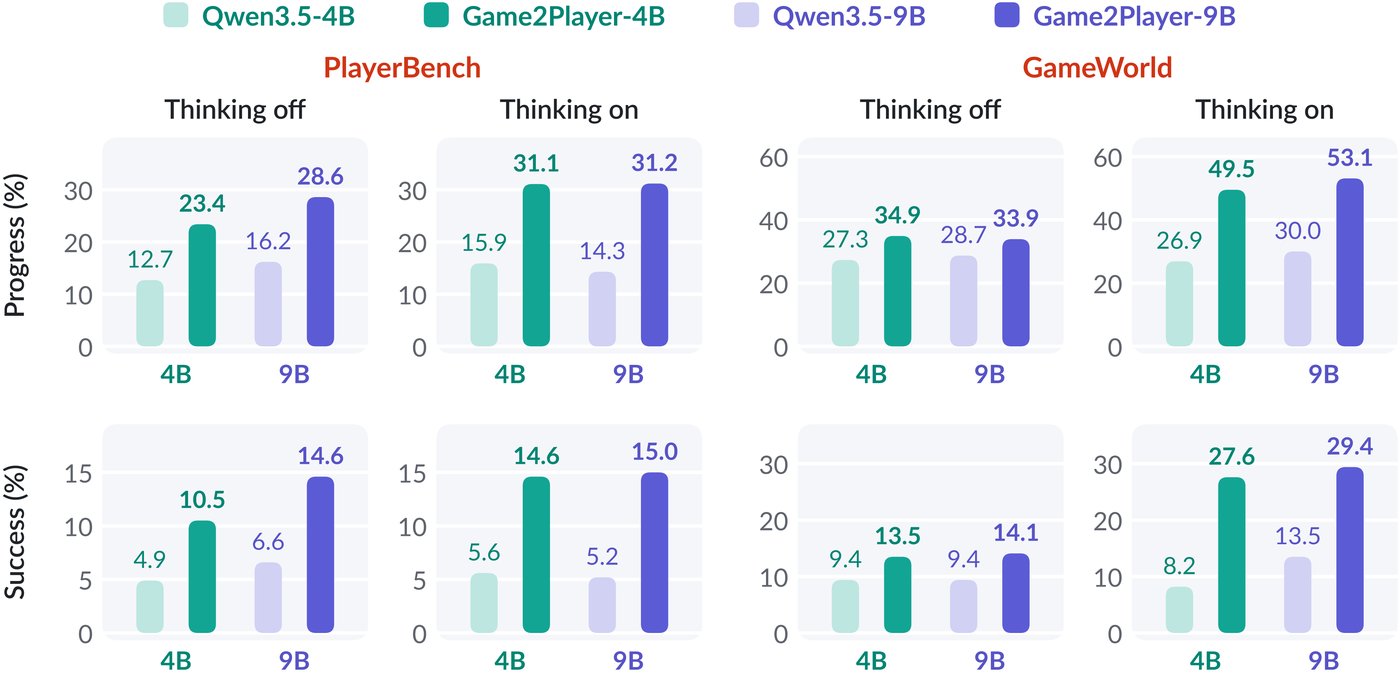 Qwen3.5-4B Game2Player-4B Qwen3.5-9B Game2Player-9B
PlayerBench GameWorld
Thinking off Thinking on Thinking off Thinking on
Progress (%)
30
20
10
0
12.7 23.4 16.2 28.6
4B 9B
30
20
10
0
15.9 31.1 14.3 31.2
4B 9B
60
40
20
0
27.3 34.9 28.7 33.9
4B 9B
60
40
20
0
26.9 49.5 30.0 53.1
4B 9B
Success (%)
15
10
5
0
4.9 10.5 6.6 14.6
4B 9B
15
10
5
0
5.6 14.6 5.2 15.0
4B 9B
30
20
10
0
9.4 13.5 9.4 14.1
4B 9B
30
20
10
0
8.2 27.6 13.5 29.4
4B 9B